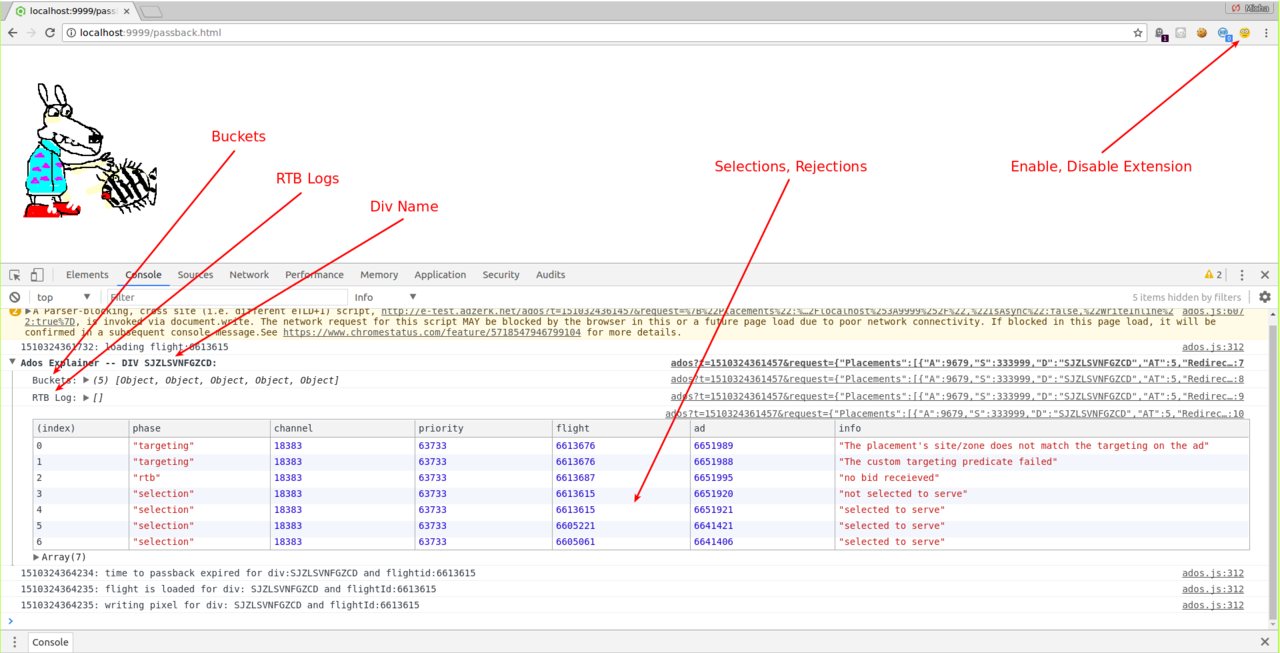 localhost:9999/pass
Misha
localhost:9999/passback.html
1
0
Buckets
RTB Logs
Div Name
Selections, Rejections
Enable, Disable Extension
Elements Console Sources Network Performance Memory Application Security Audits 2
top Filter Info 5 items hidden by filters
2 A Parser-blocking, cross site (i.e. different eTLD+1) script, http://e-test.adzerk.net/ados?t=1510324361457&request=%7B%22Placements%22:%…2Flocalhost%253A9999%252F%22,%22IsAsync%22:false,%22WriteInline%2 ados.js:607
2:true%7D, is invoked via document.write. The network request for this script MAY be blocked by the browser in this or a future page load due to poor network connectivity. If blocked in this page load, it will be
confirmed in a subsequent console message.See https://www.chromestatus.com/feature/5718547946799104 for more details.
1510324361732: loading flight:6613615 ados.js:312
Ados Explainer -- DIV SJZLSVNFGZCD: ados?t=1510324361457&request={"Placements":[{"A":9679,"S":333999,"D":"SJZLSVNFGZCD","AT":5,"Redirec…:7
Buckets: (5) [Object, Object, Object, Object, Object] ados?t=1510324361457&request={"Placements":[{"A":9679,"S":333999,"D":"SJZLSVNFGZCD","AT":5,"Redirec…:8
RTB Log: [] ados?t=1510324361457&request={"Placements":[{"A":9679,"S":333999,"D":"SJZLSVNFGZCD","AT":5,"Redirec…:9
ados?t=1510324361457&request={"Placements":[{"A":9679,"S":333999,"D":"SJZLSVNFGZCD","AT":5,"Redirec…:10
(index) phase channel priority flight ad info
0 "targeting" 18383 63733 6613676 6651989 "The placement's site/zone does not match the targeting on the ad"
1 "targeting" 18383 63733 6613676 6651988 "The custom targeting predicate failed"
2 "rtb" 18383 63733 6613687 6651995 "no bid receieved"
3 "selection" 18383 63733 6613615 6651920 "not selected to serve"
4 "selection" 18383 63733 6613615 6651921 "selected to serve"
5 "selection" 18383 63733 6605221 6641421 "selected to serve"
6 "selection" 18383 63733 6605061 6641406 "selected to serve"
Array(7)
1510324364234: time to passback expired for div:SJZLSVNFGZCD and flightid:6613615 ados.js:312
1510324364235: flight is loaded for div: SJZLSVNFGZCD and flightId:6613615 ados.js:312
1510324364235: writing pixel for div: SJZLSVNFGZCD and flightId:6613615 ados.js:312
Console